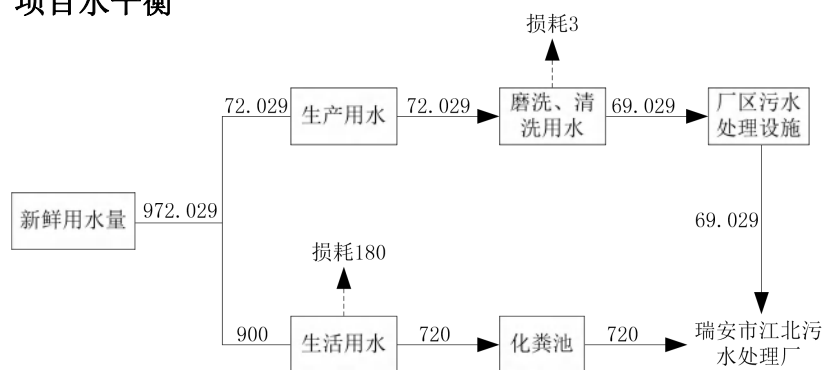 项目水平衡
损耗3
72.029
生产用水
72.029
磨洗、清
洗用水
69.029
厂区污水
处理设施
新鲜用水量
972.029
69.029
损耗180
900
生活用水
720
化粪池
720
瑞安市江北污
水处理厂